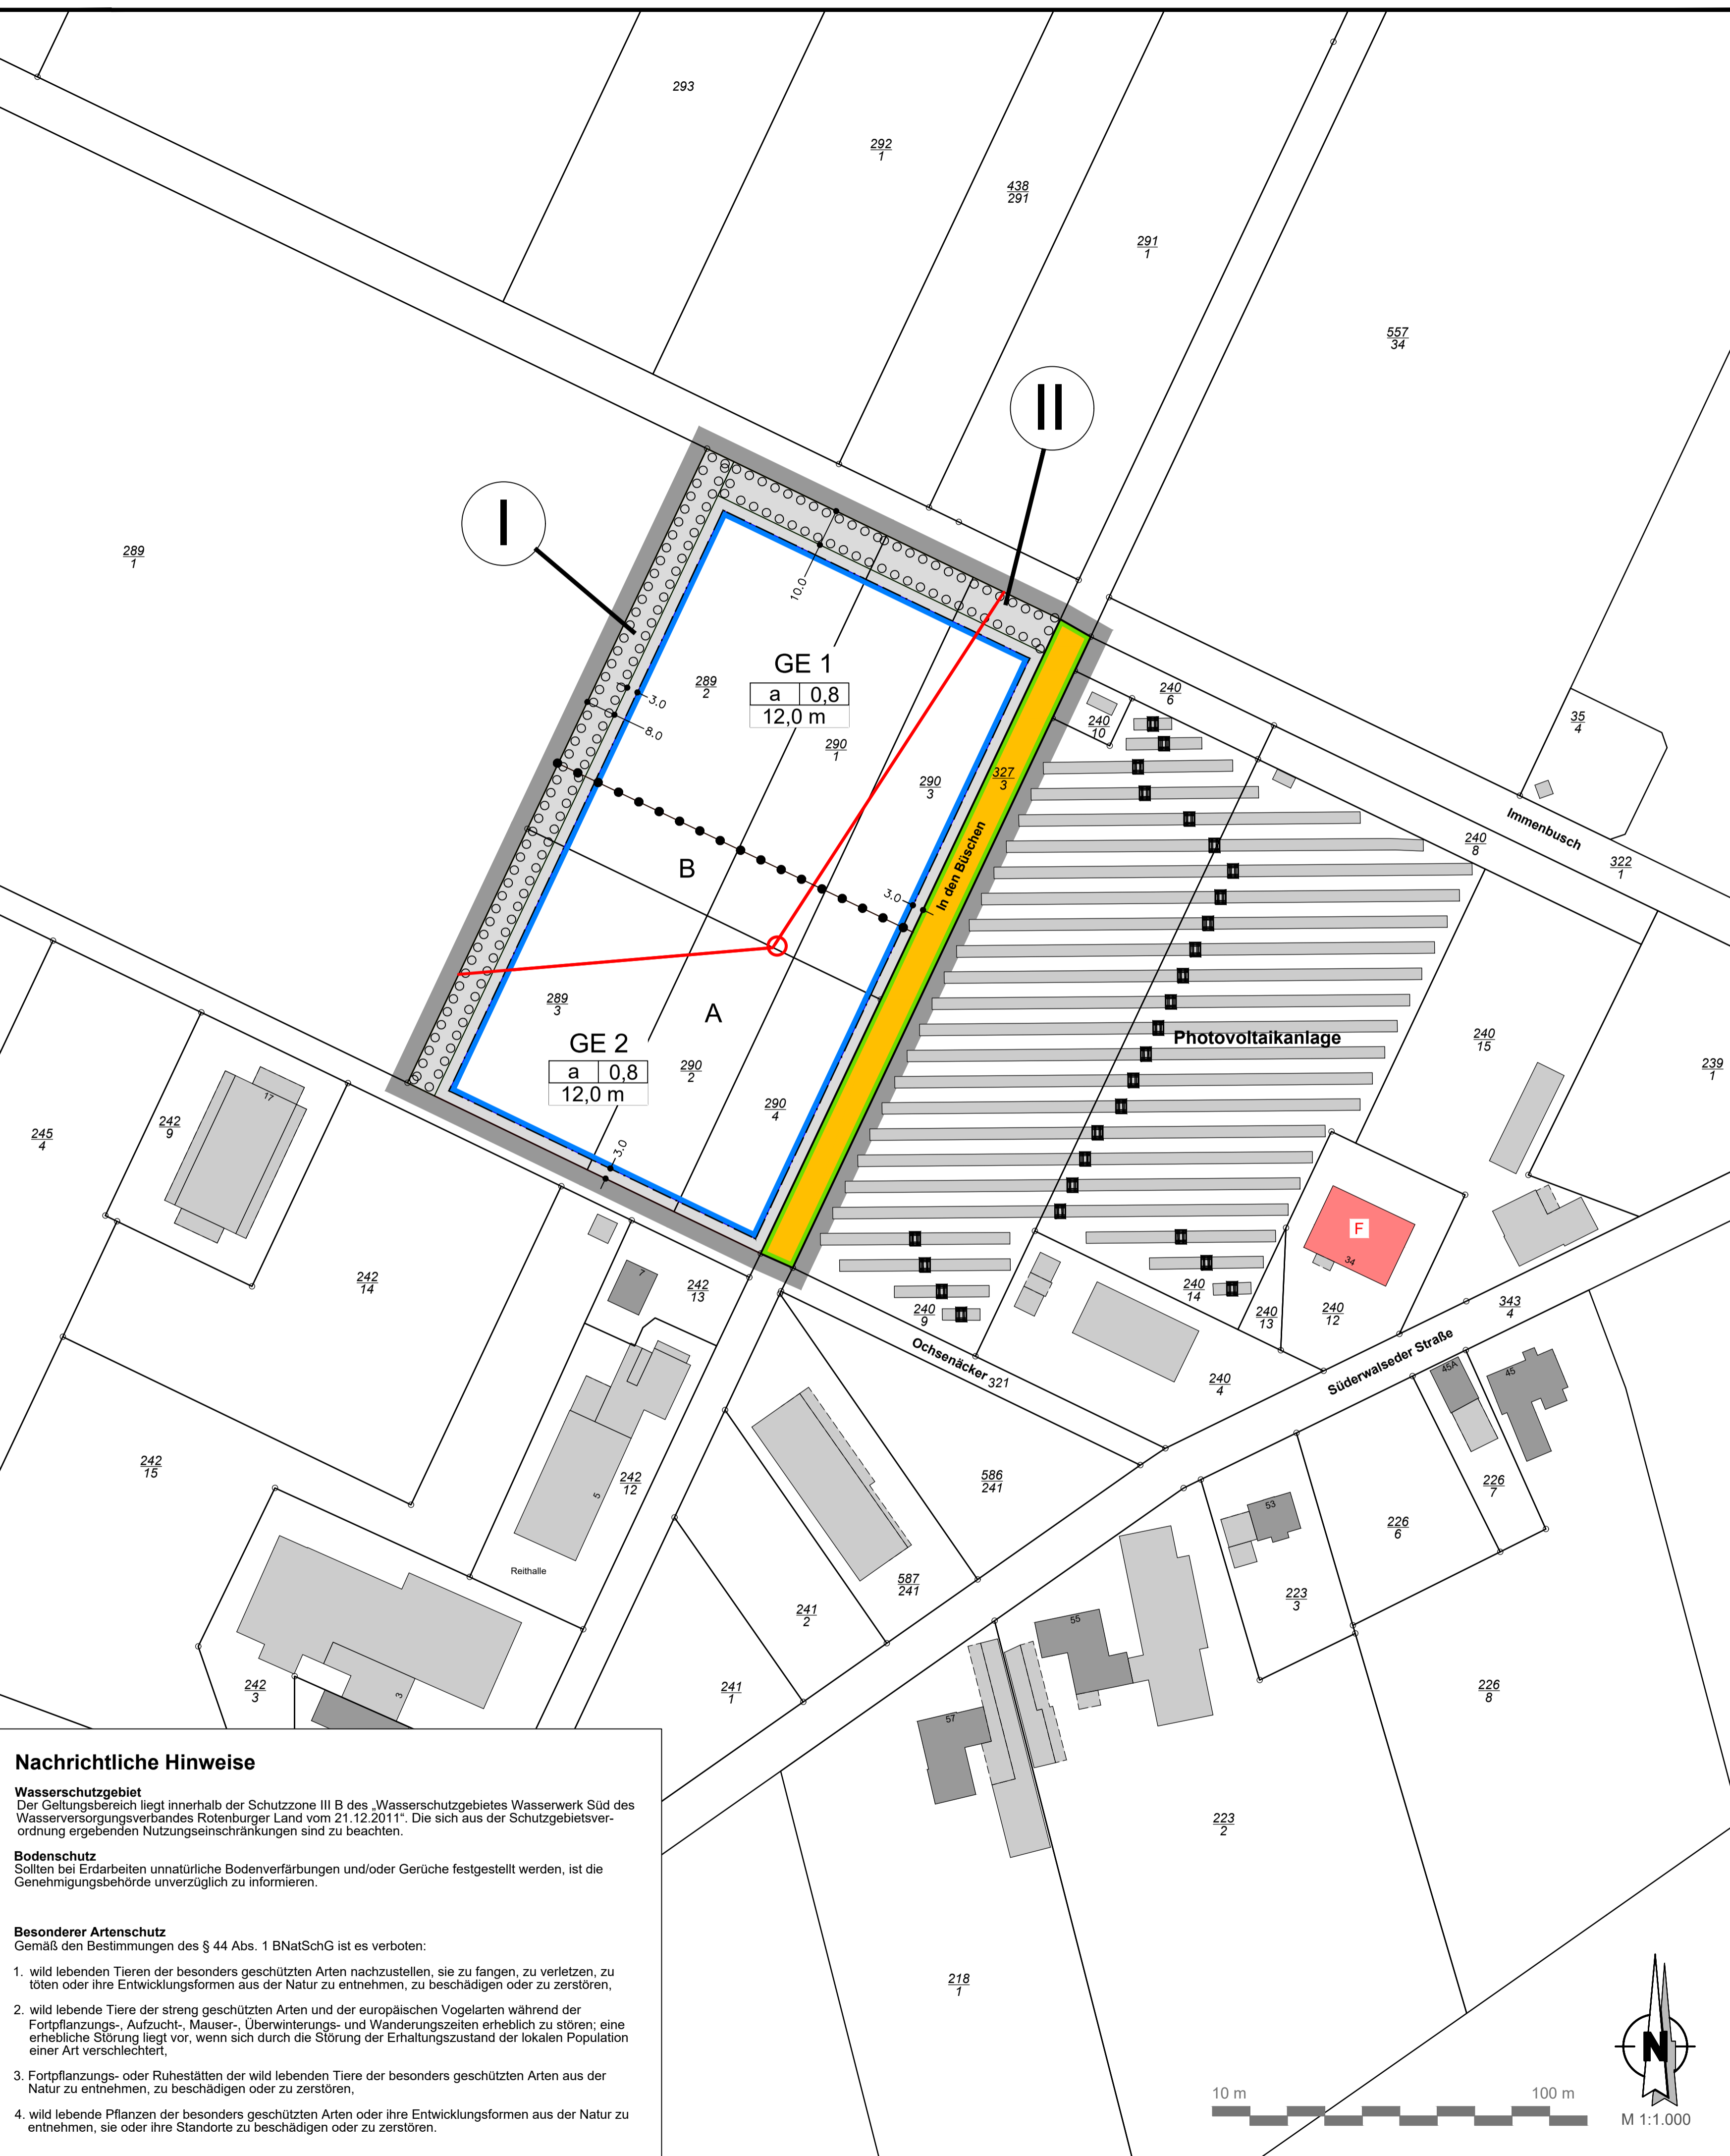 293
292
1
438
291
291
1
557
34
II
I
289
1
10.0
GE 1
a 0,8
12,0 m
289
2
3.0
8.0
290
1
290
3
327
3
In den Büschen
240
6
240
10
35
4
Immenbusch
240
8
322
1
B
3.0
A
289
3
GE 2
a 0,8
12,0 m
290
2
290
4
3.0
Photovoltaikanlage
240
15
239
1
245
4
242
9
17
242
14
7
242
13
F
34
240
14
240
13
240
12
343
4
240
9
Ochsenäcker
321
240
4
Süderwalseder Straße
45A
45
242
15
242
12
5
Reithalle
586
241
587
241
241
2
241
1
242
3
3
53
223
3
226
6
226
7
226
8
55
57
223
2
218
1
Nachrichtliche Hinweise
Wasserschutzgebiet
Der Geltungsbereich liegt innerhalb der Schutzzone III B des „Wasserschutzgebietes Wasserwerk Süd des
Wasserversorgungsverbandes Rotenburger Land vom 21.12.2011“. Die sich aus der Schutzgebietsver-
ordnung ergebenden Nutzungseinschränkungen sind zu beachten.
Bodenschutz
Sollten bei Erdarbeiten unnatürliche Bodenverfärbungen und/oder Gerüche festgestellt werden, ist die
Genehmigungsbehörde unverzüglich zu informieren.
Besonderer Artenschutz
Gemäß den Bestimmungen des § 44 Abs. 1 BNatSchG ist es verboten:
1. wild lebenden Tieren der besonders geschützten Arten nachzustellen, sie zu fangen, zu verletzen, zu
töten oder ihre Entwicklungsformen aus der Natur zu entnehmen, zu beschädigen oder zu zerstören,
2. wild lebende Tiere der streng geschützten Arten und der europäischen Vogelarten während der
Fortpflanzungs-, Aufzucht-, Mauser-, Überwinterungs- und Wanderungszeiten erheblich zu stören; eine
erhebliche Störung liegt vor, wenn sich durch die Störung der Erhaltungszustand der lokalen Population
einer Art verschlechtert,
3. Fortpflanzungs- oder Ruhestätten der wild lebenden Tiere der besonders geschützten Arten aus der
Natur zu entnehmen, zu beschädigen oder zu zerstören,
4. wild lebende Pflanzen der besonders geschützten Arten oder ihre Entwicklungsformen aus der Natur zu
entnehmen, sie oder ihre Standorte zu beschädigen oder zu zerstören.
10 m 100 m
N
M 1:1.000